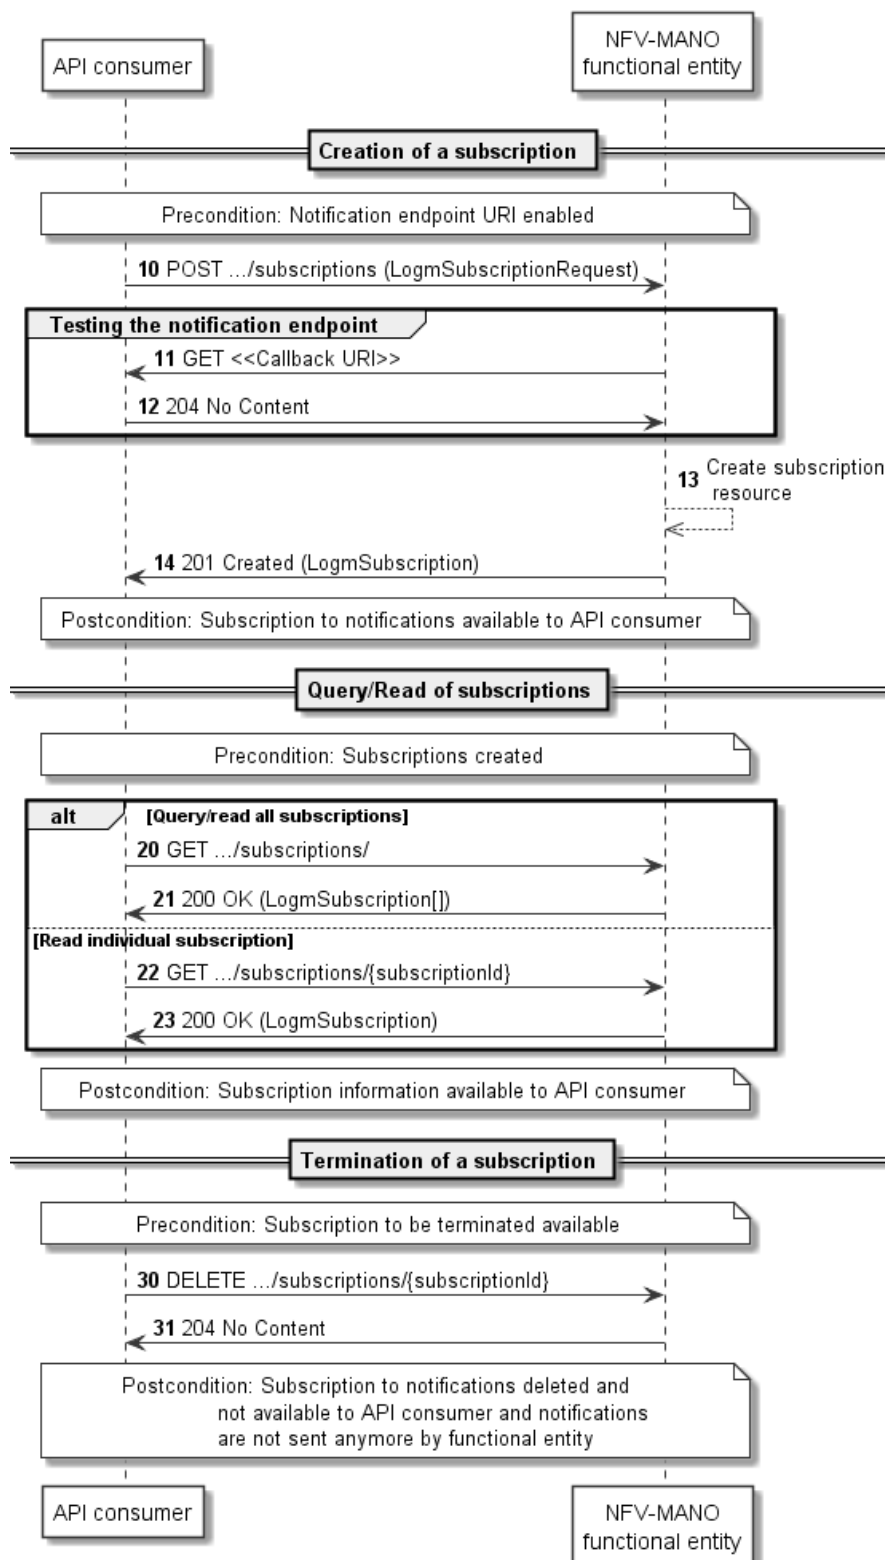 API consumer
NFV-MANO
functional entity
Creation of a subscription
Precondition: Notification endpoint URI enabled
10 POST .../subscriptions (LogmSubscriptionRequest)
Testing the notification endpoint
11 GET <<Callback URI>>
12 204 No Content
13 Create subscription
resource
14 201 Created (LogmSubscription)
Postcondition: Subscription to notifications available to API consumer
Query/Read of subscriptions
Precondition: Subscriptions created
alt [Query/read all subscriptions]
20 GET .../subscriptions/
21 200 OK (LogmSubscription[])
[Read individual subscription]
22 GET .../subscriptions/{subscriptionId}
23 200 OK (LogmSubscription)
Postcondition: Subscription information available to API consumer
Termination of a subscription
Precondition: Subscription to be terminated available
30 DELETE .../subscriptions/{subscriptionId}
31 204 No Content
Postcondition: Subscription to notifications deleted and
not available to API consumer and notifications
are not sent anymore by functional entity
API consumer
NFV-MANO
functional entity